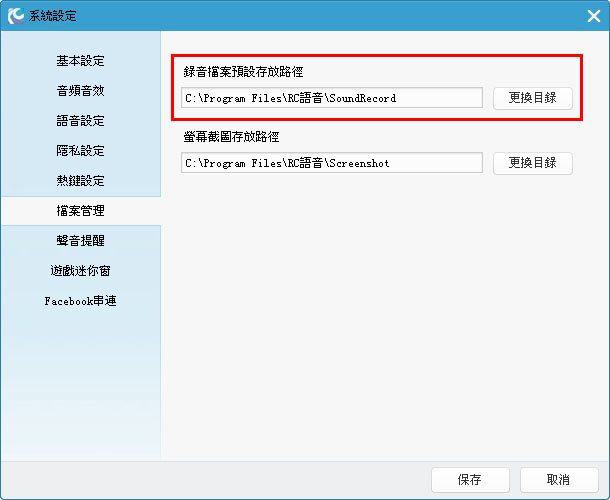 系統設定
基本設定
音頻音效
語音設定
隱私設定
熱鍵設定
檔案管理
聲音提醒
遊戲迷你窗
Facebook串連
錄音檔案預設存放路徑
C:\Program Files\RC語音\SoundRecord
更換目錄
螢幕截圖存放路徑
C:\Program Files\RC語音\Screenshot
更換目錄
保存
取消